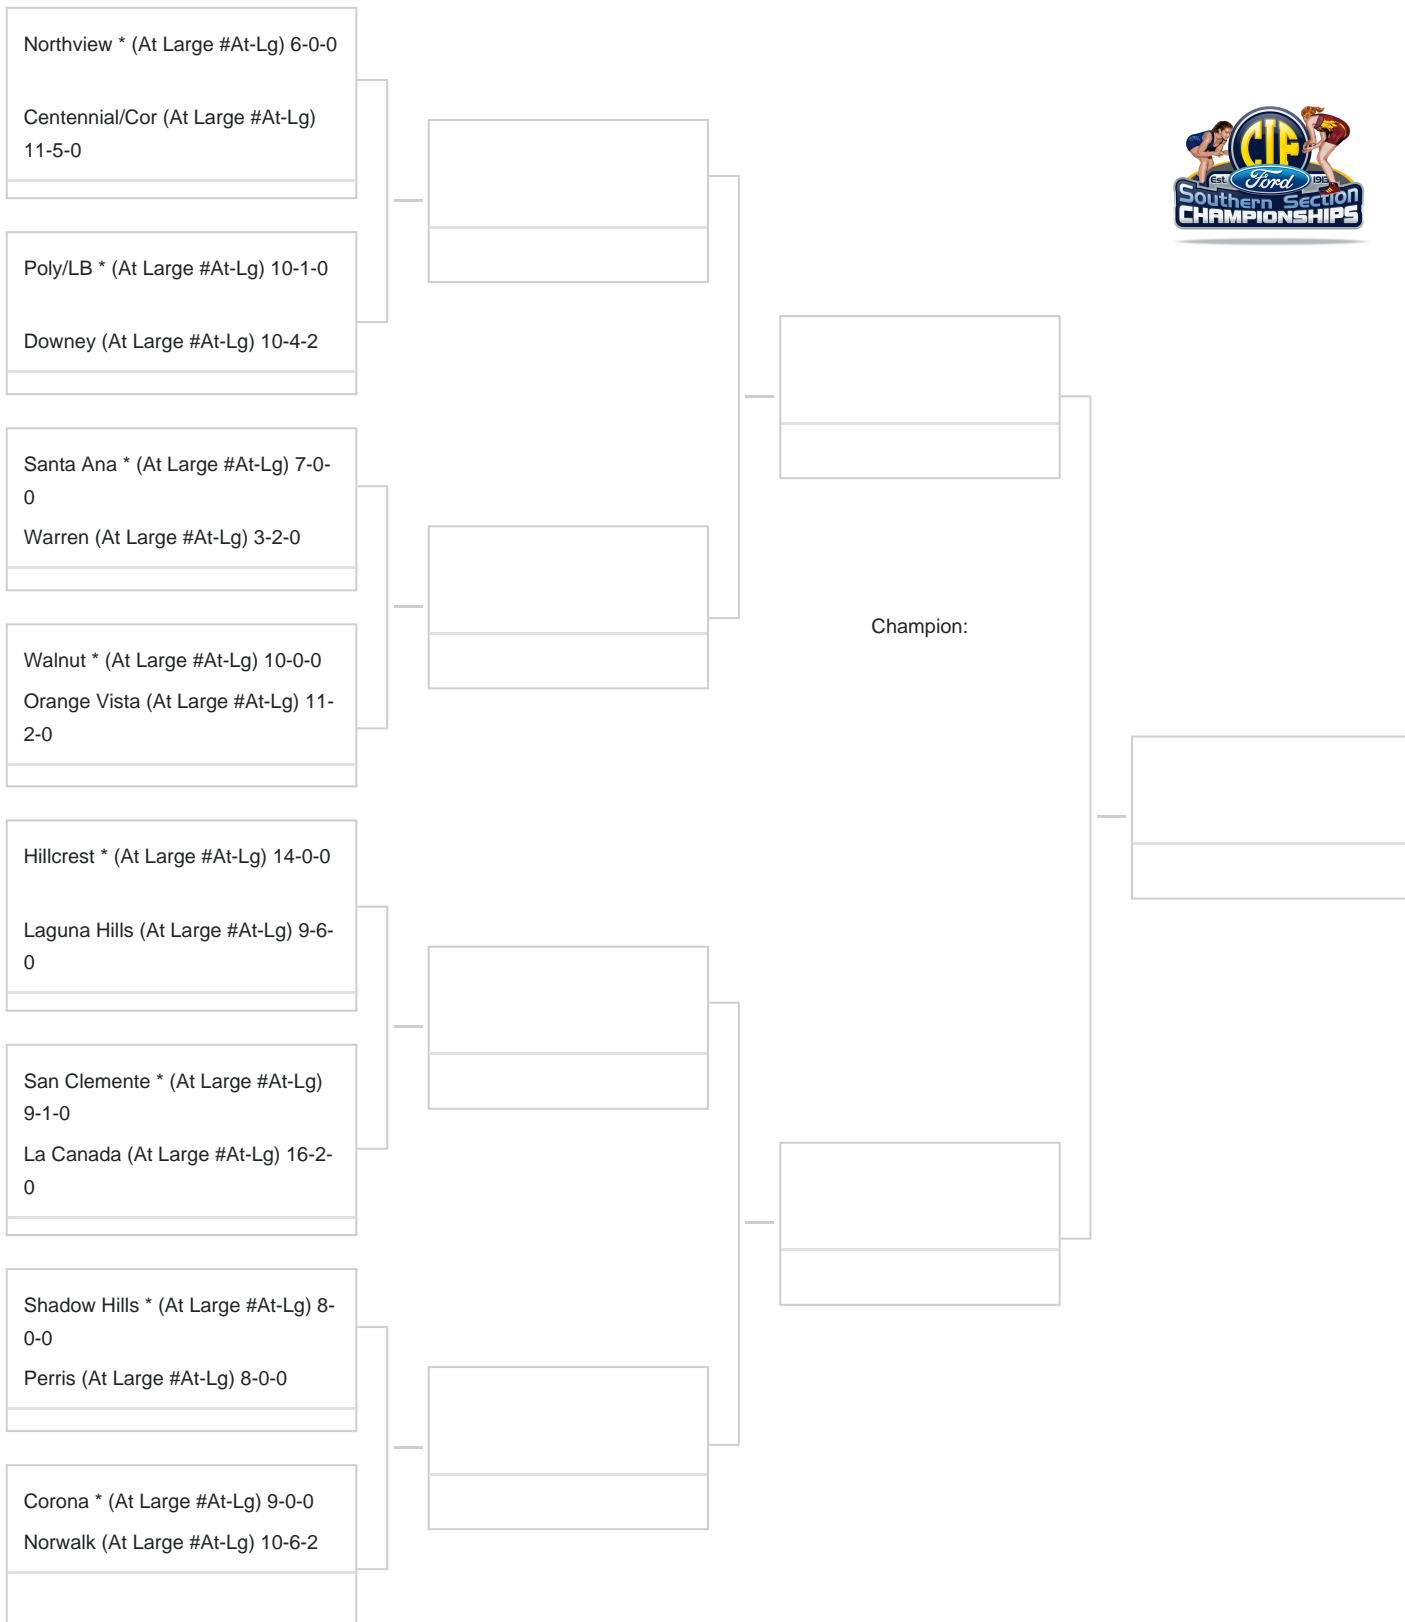 Northview * (At Large #At-Lg) 6-0-0
Centennial/Cor (At Large #At-Lg)
11-5-0
Poly/LB * (At Large #At-Lg) 10-1-0
Downey (At Large #At-Lg) 10-4-2
Santa Ana * (At Large #At-Lg) 7-0-
0
Warren (At Large #At-Lg) 3-2-0
Walnut * (At Large #At-Lg) 10-0-0
Orange Vista (At Large #At-Lg) 11-
2-0
Hillcrest * (At Large #At-Lg) 14-0-0
Laguna Hills (At Large #At-Lg) 9-6-
0
San Clemente * (At Large #At-Lg)
9-1-0
La Canada (At Large #At-Lg) 16-2-
0
Shadow Hills * (At Large #At-Lg) 8-
0-0
Perris (At Large #At-Lg) 8-0-0
Corona * (At Large #At-Lg) 9-0-0
Norwalk (At Large #At-Lg) 10-6-2
CIF
Est. Ford 1913
Southern Section
CHAMPIONSHIPS
Champion: